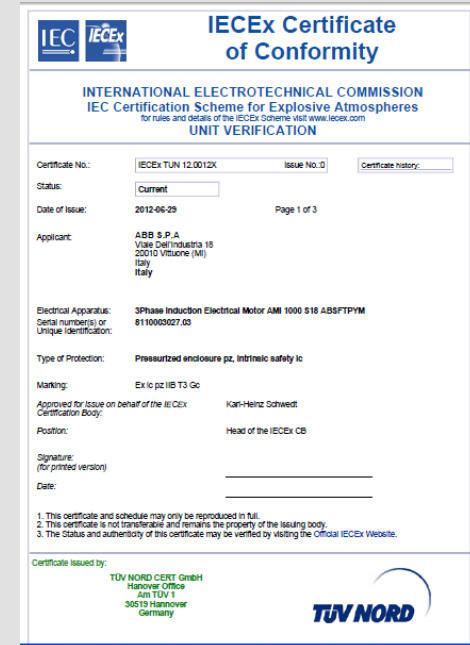 IEC IECEx
IECEx Certificate
of Conformity
INTERNATIONAL ELECTROTECHNICAL COMMISSION
IEC Certification Scheme for Explosive Atmospheres
for rules and details of the IECEx Scheme visit www.iecex.com
UNIT VERIFICATION
Certificate No.: IECEx TUN 12.0012X Issue No.:0 Certificate history:
Status: Current
Date of Issue: 2012-06-29 Page 1 of 3
Applicant: ABB S.P.A
Viale Dell'Industria 18
20010 Vittuone (MI)
Italy
Italy
Electrical Apparatus: 3Phase Induction Electrical Motor AMI 1000 S18 ABSFTPYM
Serial number(s) or 8110003027.03
Unique Identification:
Type of Protection: Pressurized enclosure pz, Intrinsic safety ic
Marking: Ex ic pz IIB T3 Gc
Approved for issue on behalf of the IECEx Karl-Heinz Schwedt
Certification Body:
Position: Head of the IECEx CB
Signature:
(for printed version)
Date:
1. This certificate and schedule may only be reproduced in full.
2. This certificate is not transferable and remains the property of the issuing body.
3. The Status and authenticity of this certificate may be verified by visiting the Official IECEx Website.
Certificate issued by:
TÜV NORD CERT GmbH
Hanover Office
Am TÜV 1
30519 Hannover
Germany
TÜV NORD